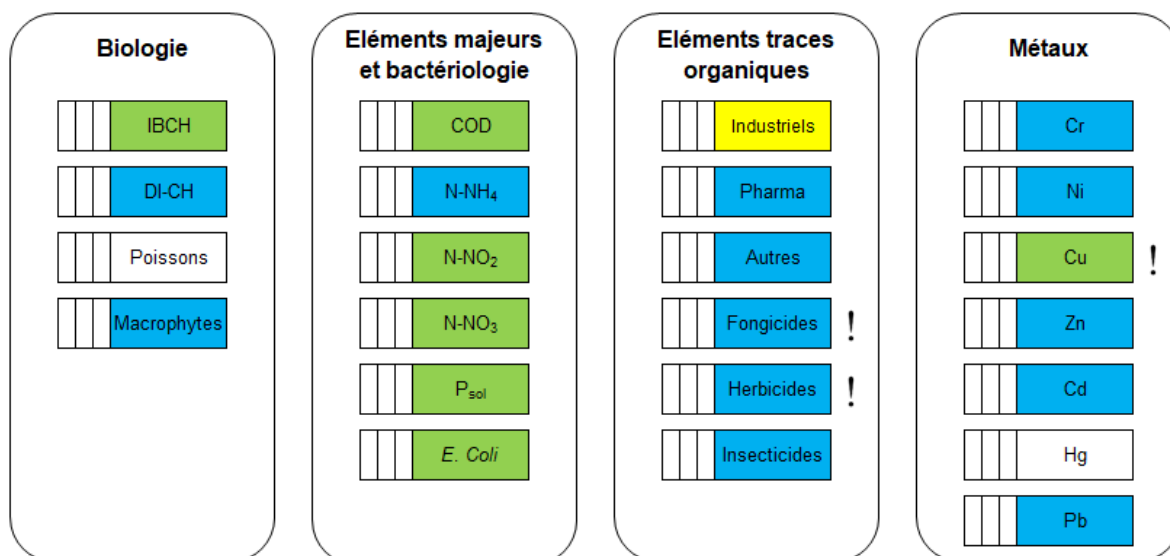 Biologie
IBCH
DI-CH
Poissons
Macrophytes
Eléments majeurs
et bactériologie
COD
N-NH₄
N-NO₂
N-NO₃
Psol
E. Coli
Eléments traces
organiques
Industriels
Pharma
Autres
Fongicides !
Herbicides !
Insecticides
Métaux
Cr
Ni
Cu !
Zn
Cd
Hg
Pb